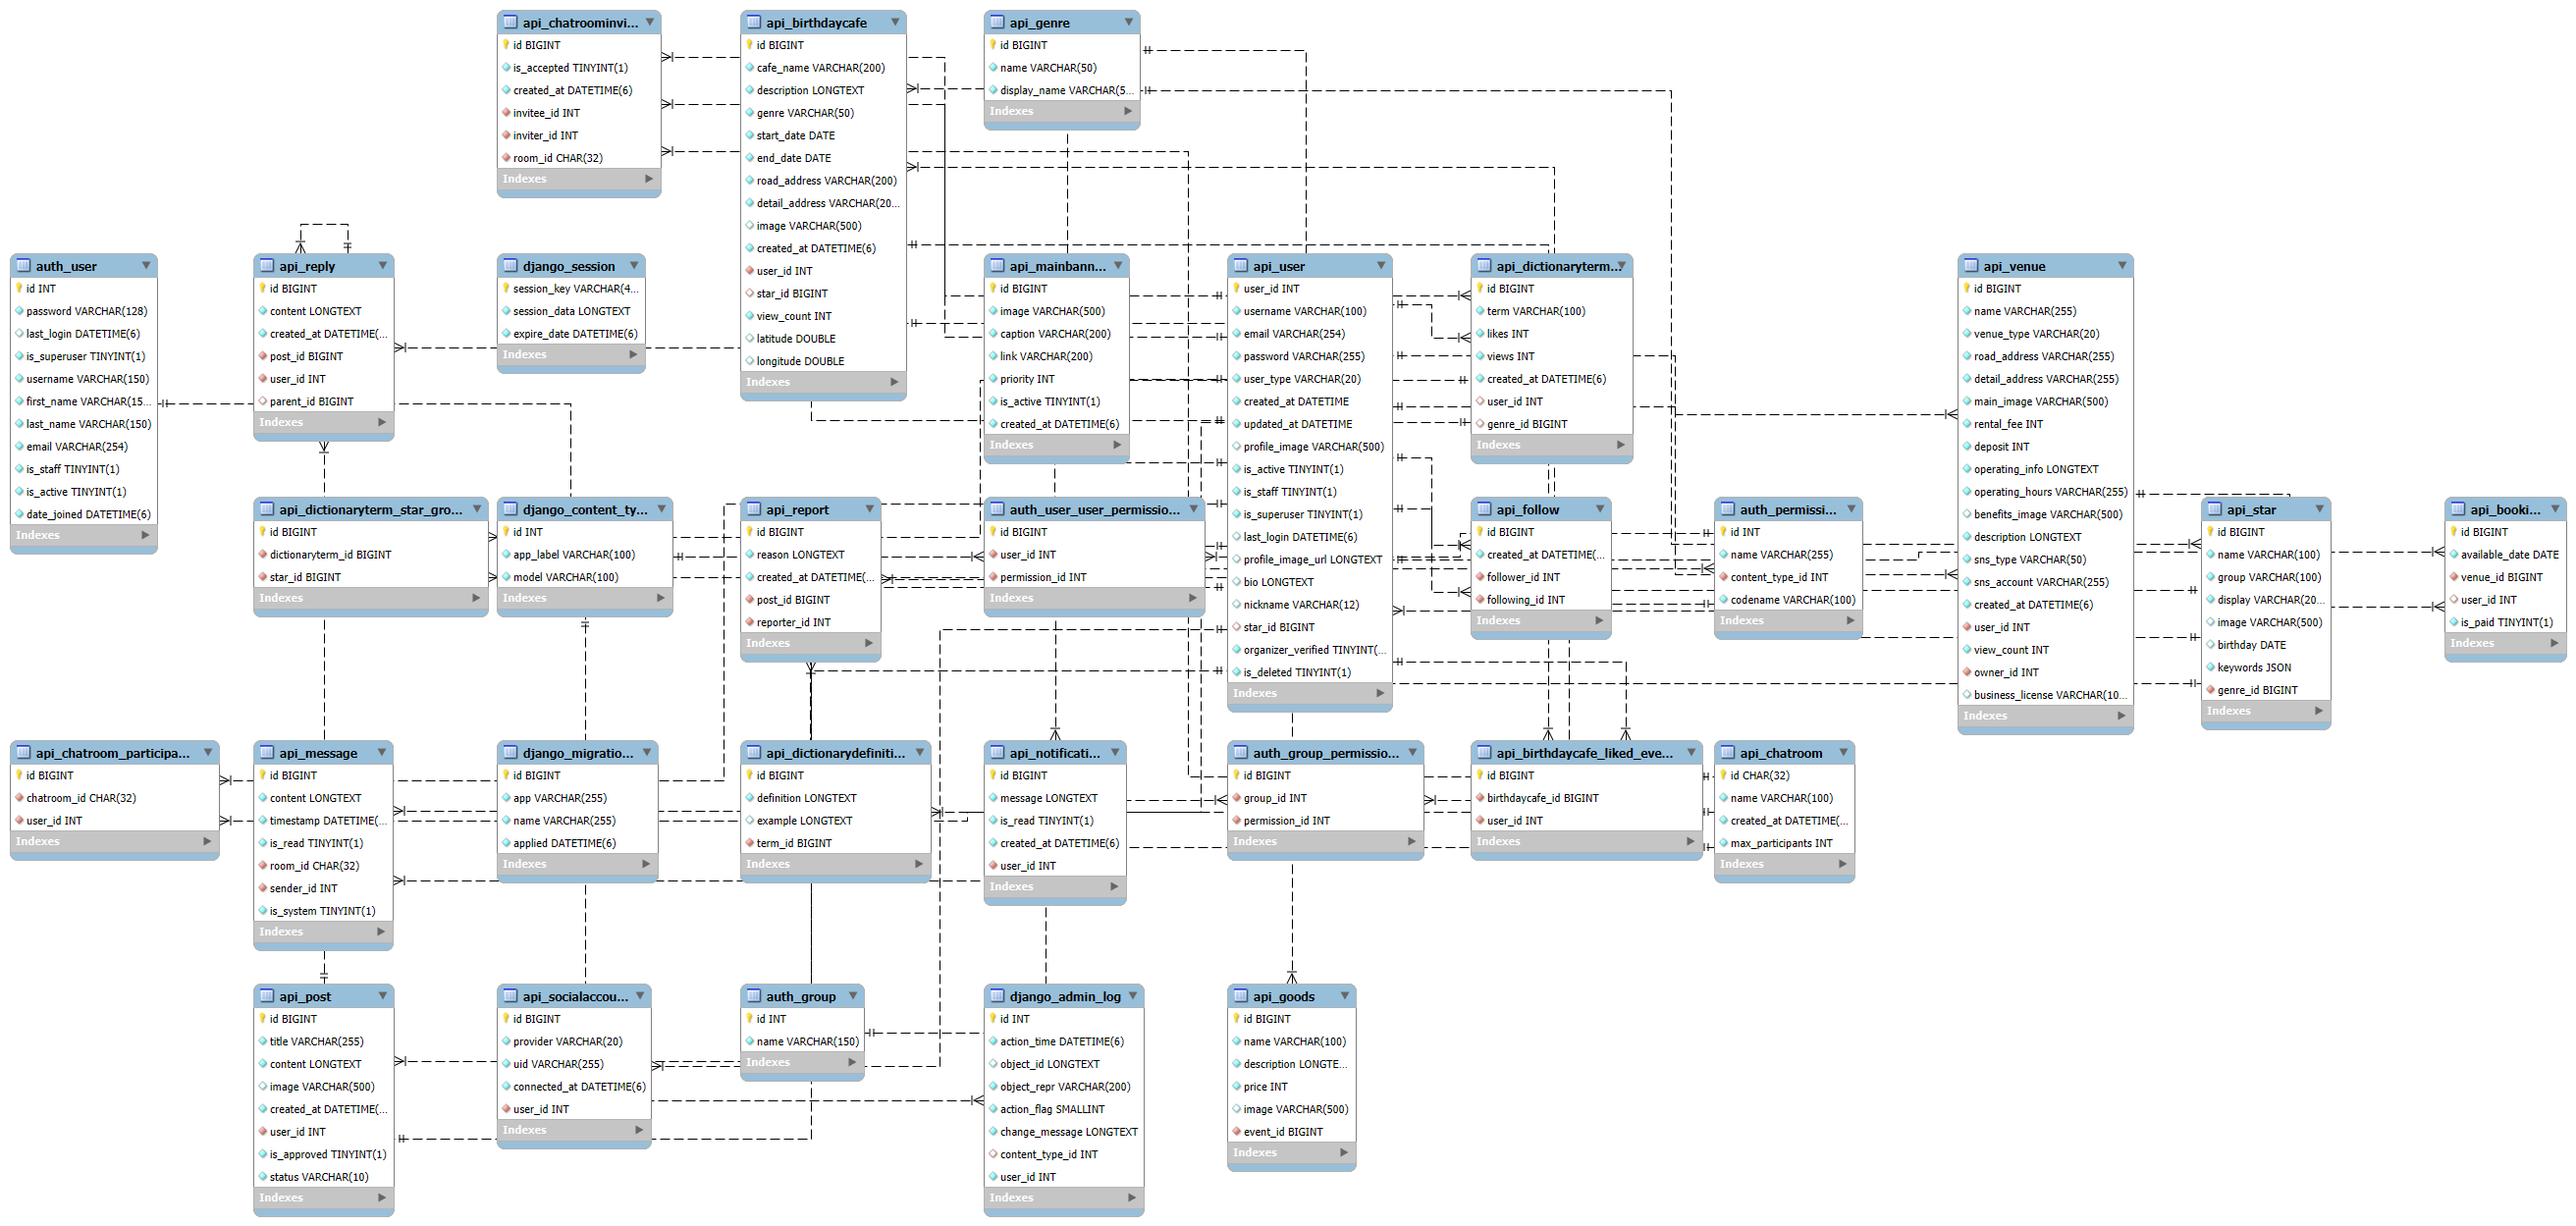 api_chatroominvi...
id BIGINT
is_accepted TINYINT(1)
created_at DATETIME(6)
invitee_id INT
inviter_id INT
room_id CHAR(32)
Indexes
api_birthdaycafe
id BIGINT
cafe_name VARCHAR(200)
description LONGTEXT
genre VARCHAR(50)
start_date DATE
end_date DATE
road_address VARCHAR(200)
detail_address VARCHAR(20...
image VARCHAR(500)
created_at DATETIME(6)
user_id INT
star_id BIGINT
view_count INT
latitude DOUBLE
longitude DOUBLE
Indexes
api_genre
id BIGINT
name VARCHAR(50)
display_name VARCHAR(5...
Indexes
auth_user
id INT
password VARCHAR(128)
last_login DATETIME(6)
is_superuser TINYINT(1)
username VARCHAR(150)
first_name VARCHAR(15...
last_name VARCHAR(150)
email VARCHAR(254)
is_staff TINYINT(1)
is_active TINYINT(1)
date_joined DATETIME(6)
Indexes
api_reply
id BIGINT
content LONGTEXT
created_at DATETIME(...
post_id BIGINT
user_id INT
parent_id BIGINT
Indexes
django_session
session_key VARCHAR(4...
session_data LONGTEXT
expire_date DATETIME(6)
Indexes
api_mainbann...
id BIGINT
image VARCHAR(500)
caption VARCHAR(200)
link VARCHAR(200)
priority INT
is_active TINYINT(1)
created_at DATETIME(6)
Indexes
api_user
user_id INT
username VARCHAR(100)
email VARCHAR(254)
password VARCHAR(255)
user_type VARCHAR(20)
created_at DATETIME
updated_at DATETIME
profile_image VARCHAR(500)
is_active TINYINT(1)
is_staff TINYINT(1)
is_superuser TINYINT(1)
last_login DATETIME(6)
profile_image_url LONGTEXT
bio LONGTEXT
nickname VARCHAR(12)
star_id BIGINT
organizer_verified TINYINT(...
is_deleted TINYINT(1)
Indexes
api_dictionaryterm...
id BIGINT
term VARCHAR(100)
likes INT
views INT
created_at DATETIME(6)
user_id INT
genre_id BIGINT
Indexes
api_venue
id BIGINT
name VARCHAR(255)
venue_type VARCHAR(20)
road_address VARCHAR(255)
detail_address VARCHAR(255)
main_image VARCHAR(500)
rental_fee INT
deposit INT
operating_info LONGTEXT
operating_hours VARCHAR(255)
benefits_image VARCHAR(500)
description LONGTEXT
sns_type VARCHAR(50)
sns_account VARCHAR(255)
created_at DATETIME(6)
user_id INT
view_count INT
owner_id INT
business_license VARCHAR(10...
Indexes
api_dictionaryterm_star_gro...
id BIGINT
dictionaryterm_id BIGINT
star_id BIGINT
Indexes
django_content_ty...
id INT
app_label VARCHAR(100)
model VARCHAR(100)
Indexes
api_report
id BIGINT
reason LONGTEXT
created_at DATETIME(...
post_id BIGINT
reporter_id INT
Indexes
auth_user_user_permissio...
id BIGINT
user_id INT
permission_id INT
Indexes
api_follow
id BIGINT
created_at DATETIME(...
follower_id INT
following_id INT
Indexes
auth_permissi...
id INT
name VARCHAR(255)
content_type_id INT
codename VARCHAR(100)
Indexes
api_star
id BIGINT
name VARCHAR(100)
group VARCHAR(100)
display VARCHAR(20...
image VARCHAR(500)
birthday DATE
keywords JSON
genre_id BIGINT
Indexes
api_booki...
id BIGINT
available_date DATE
venue_id BIGINT
user_id INT
is_paid TINYINT(1)
Indexes
api_chatroom_participa...
id BIGINT
chatroom_id CHAR(32)
user_id INT
Indexes
api_message
id BIGINT
content LONGTEXT
timestamp DATETIME(...
is_read TINYINT(1)
room_id CHAR(32)
sender_id INT
is_system TINYINT(1)
Indexes
django_migratio...
id BIGINT
app VARCHAR(255)
name VARCHAR(255)
applied DATETIME(6)
Indexes
api_dictionarydefiniti...
id BIGINT
definition LONGTEXT
example LONGTEXT
term_id BIGINT
Indexes
api_notificati...
id BIGINT
message LONGTEXT
is_read TINYINT(1)
created_at DATETIME(6)
user_id INT
Indexes
auth_group_permissio...
id BIGINT
group_id INT
permission_id INT
Indexes
api_birthdaycafe_liked_eve...
id BIGINT
birthdaycafe_id BIGINT
user_id INT
Indexes
api_chatroom
id CHAR(32)
name VARCHAR(100)
created_at DATETIME(...
max_participants INT
Indexes
api_post
id BIGINT
title VARCHAR(255)
content LONGTEXT
image VARCHAR(500)
created_at DATETIME(...
user_id INT
is_approved TINYINT(1)
status VARCHAR(10)
Indexes
api_socialaccou...
id BIGINT
provider VARCHAR(20)
uid VARCHAR(255)
connected_at DATETIME(6)
user_id INT
Indexes
auth_group
id INT
name VARCHAR(150)
Indexes
django_admin_log
id INT
action_time DATETIME(6)
object_id LONGTEXT
object_repr VARCHAR(200)
action_flag SMALLINT
change_message LONGTEXT
content_type_id INT
user_id INT
Indexes
api_goods
id BIGINT
name VARCHAR(100)
description LONGTE...
price INT
image VARCHAR(500)
event_id BIGINT
Indexes